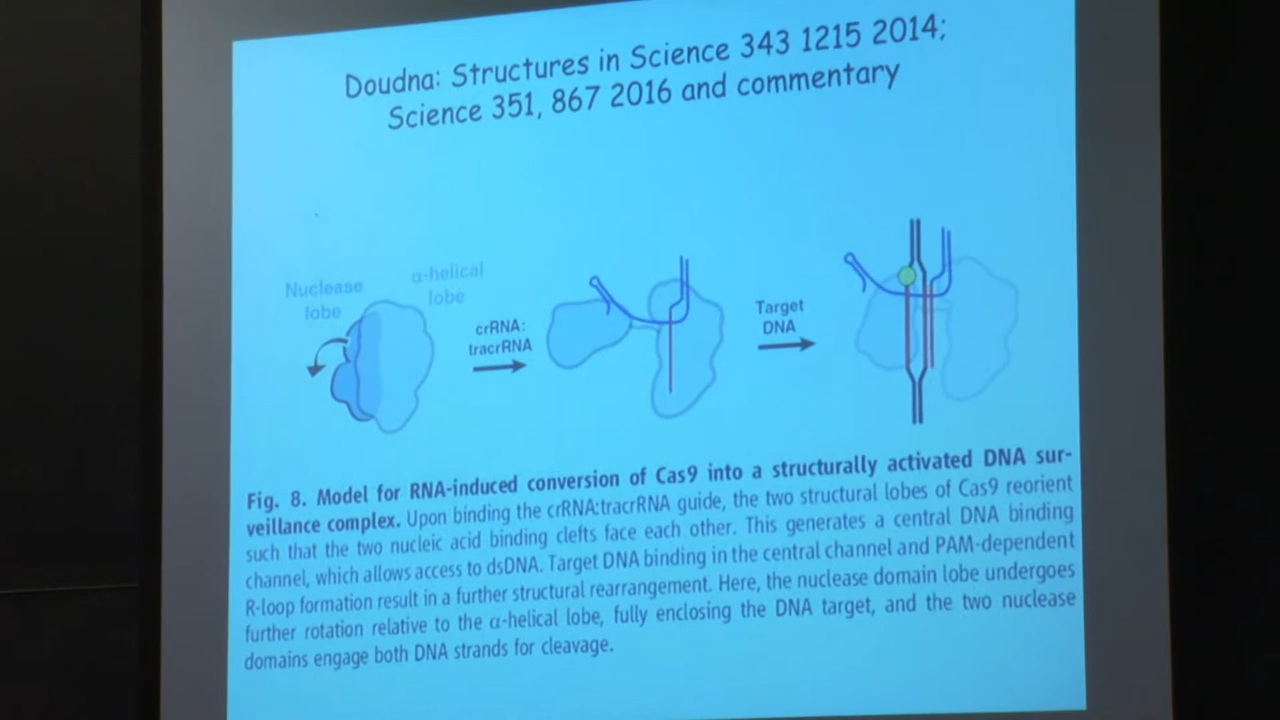 Doudna: Structures in Science 343 1215 2014;
Science 351, 867 2016 and commentary
Nuclease
lobe
α-helical
lobe
crRNA:
tracrRNA
Target
DNA
Fig. 8. Model for RNA-induced conversion of Cas9 into a structurally activated DNA sur-
veillance complex. Upon binding the crRNA:tracrRNA guide, the two structural lobes of Cas9 reorient
such that the two nucleic acid binding clefts face each other. This generates a central DNA binding
channel, which allows access to dsDNA. Target DNA binding in the central channel and PAM-dependent
R-loop formation result in a further structural rearrangement. Here, the nuclease domain lobe undergoes
further rotation relative to the α-helical lobe, fully enclosing the DNA target, and the two nuclease
domains engage both DNA strands for cleavage.